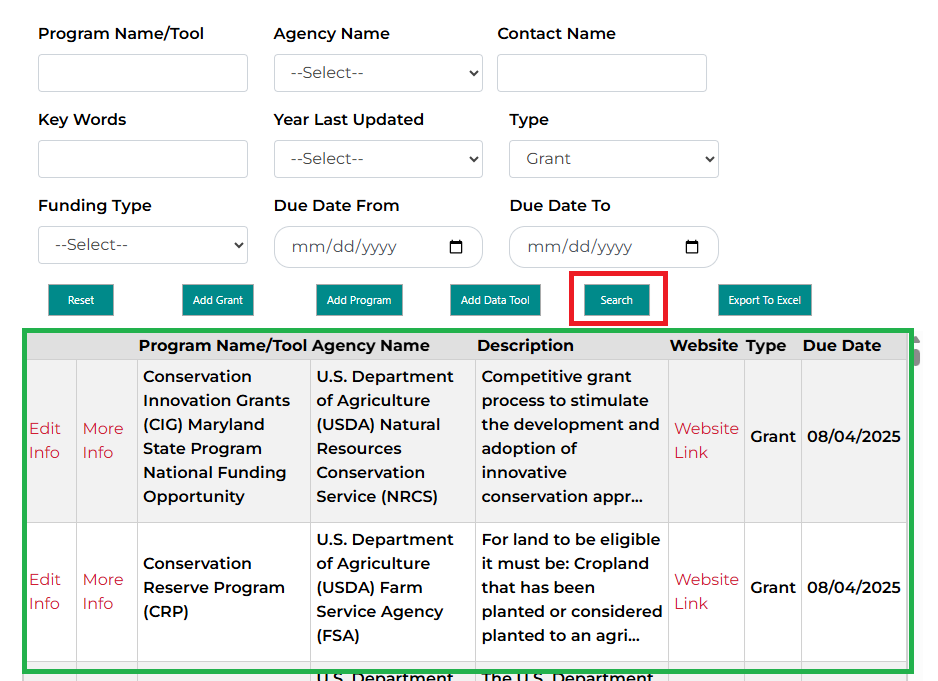 Program Name/Tool Agency Name Contact Name
--Select--
Key Words Year Last Updated Type
--Select-- Grant
Funding Type Due Date From Due Date To
--Select-- mm/dd/yyyy mm/dd/yyyy
Reset Add Grant Add Program Add Data Tool Search Export To Excel
Program Name/Tool Agency Name Description Website Type Due Date
Edit Info
More Info
Conservation
Innovation Grants
(CIG) Maryland
State Program
National Funding
Opportunity
U.S. Department
of Agriculture
(USDA) Natural
Resources
Conservation
Service (NRCS)
Competitive grant
process to stimulate
the development and
adoption of
innovative
conservation appr...
Website
Link
Grant
08/04/2025
Edit Info
More Info
Conservation
Reserve Program
(CRP)
U.S. Department
of Agriculture
(USDA) Farm
Service Agency
(FSA)
For land to be eligible
it must be: Cropland
that has been
planted or considered
planted to an agri...
Website
Link
Grant
08/04/2025
U.S. Department
The U.S. Department